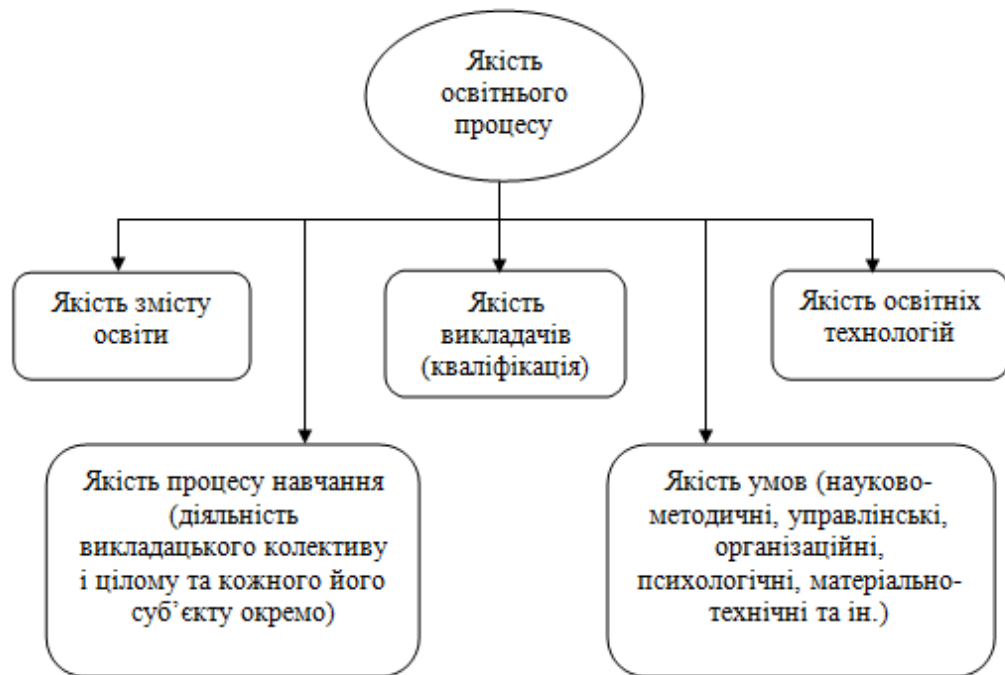 Якість
освітнього
процесу
Якість змісту
освіти
Якість
викладачів
(кваліфікація)
Якість освітніх
технологій
Якість процесу навчання
(діяльність
викладацького колективу
і цілому та кожного його
суб’єкту окремо)
Якість умов (науково-
методичні, управлінські,
організаційні,
психологічні, матеріально-
технічні та ін.)